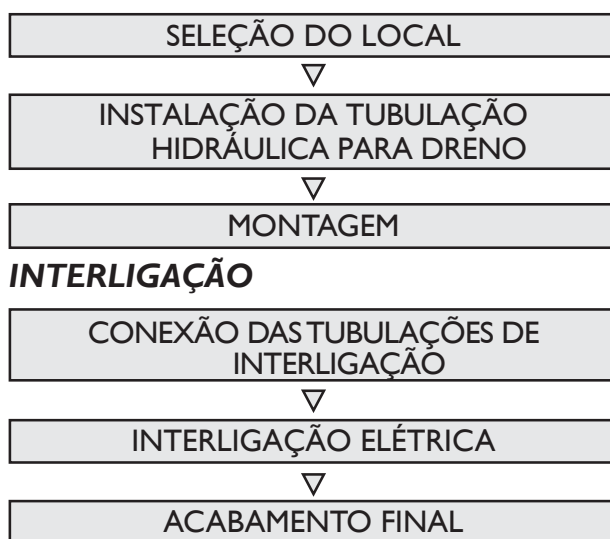 SELEÇÃO DO LOCAL
INSTALAÇÃO DA TUBULAÇÃO
HIDRÁULICA PARA DRENO
MONTAGEM
INTERLIGAÇÃO
CONEXÃO DAS TUBULAÇÕES DE
INTERLIGAÇÃO
INTERLIGAÇÃO ELÉTRICA
ACABAMENTO FINAL